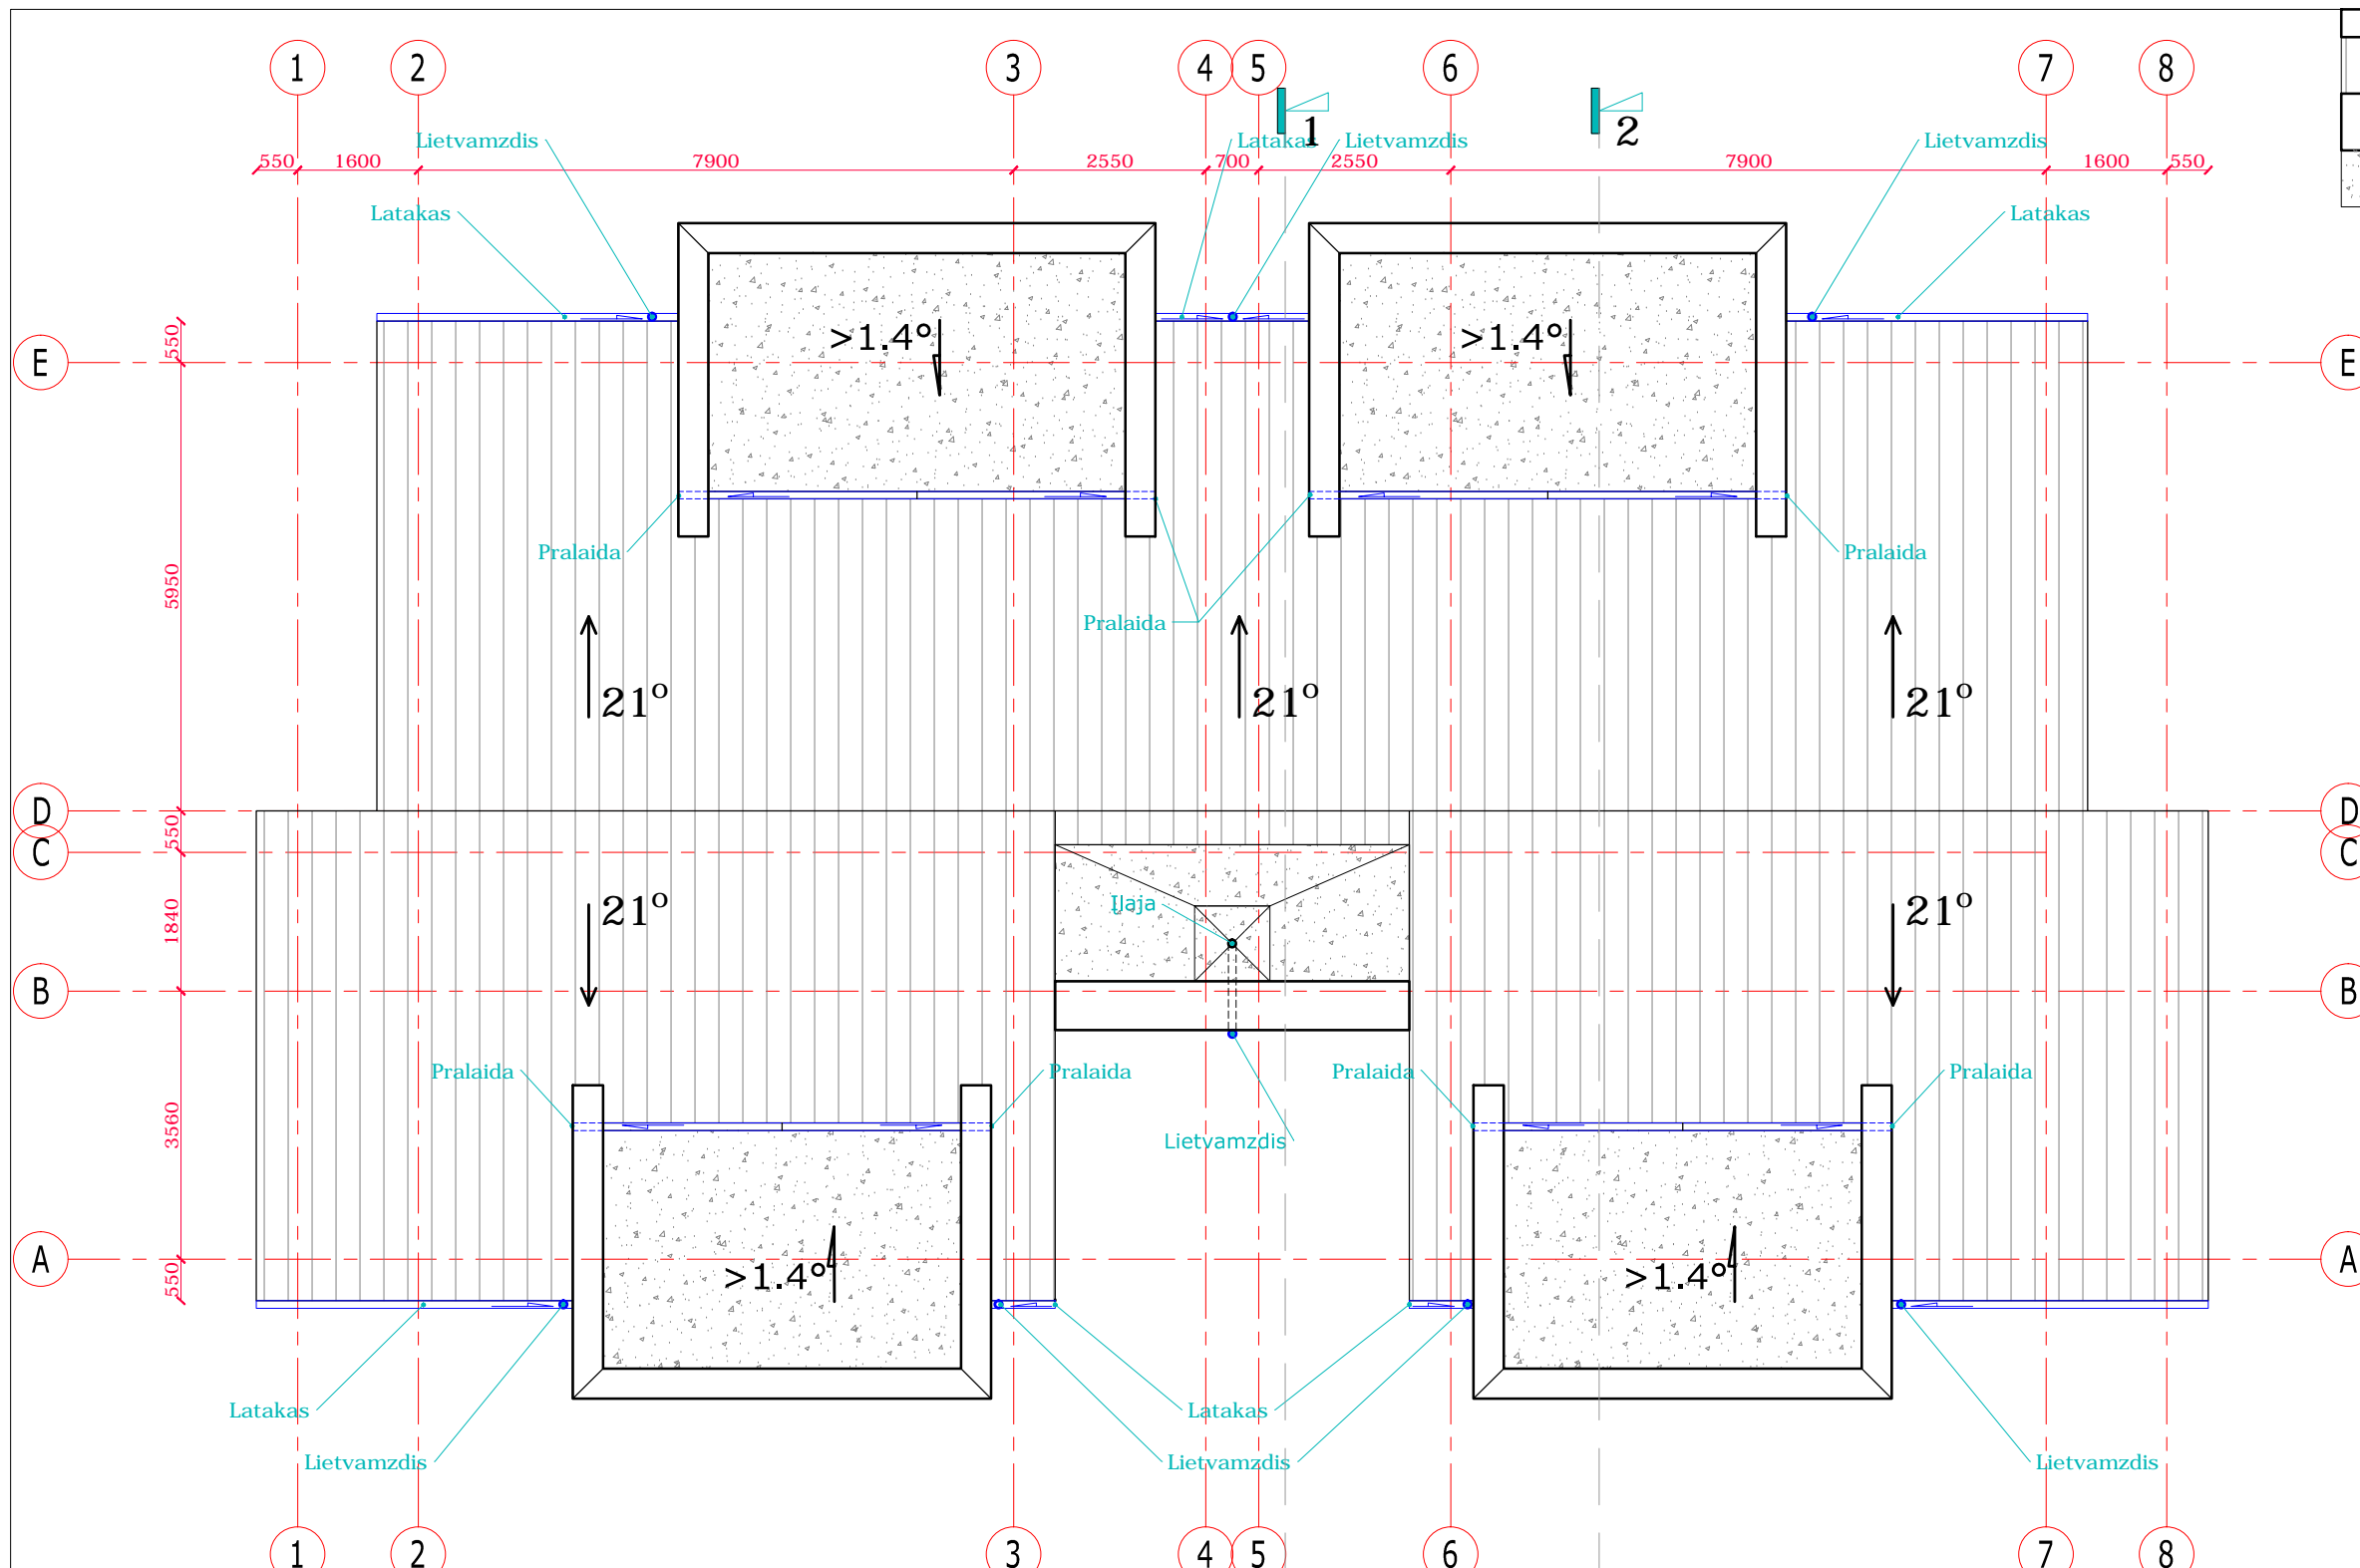 1 2 3 4 5 6 7 8
1 2
Lietvamzdis Latakas Lietvamzdis Lietvamzdis
550 1600 7900 2550 700 2550 7900 1600 550
Latakas Latakas
>1.4° >1.4°
550
E E
Pralaida Pralaida
5950
Pralaida
21° 21° 21°
D D
550
C C
Įlaja
21° 21°
1840
B B
Pralaida Pralaida Pralaida Pralaida
3560
Lietvamzdis
A A
>1.4° >1.4°
550
Latakas Latakas
Lietvamzdis Lietvamzdis Lietvamzdis
1 2 3 4 5 6 7 8